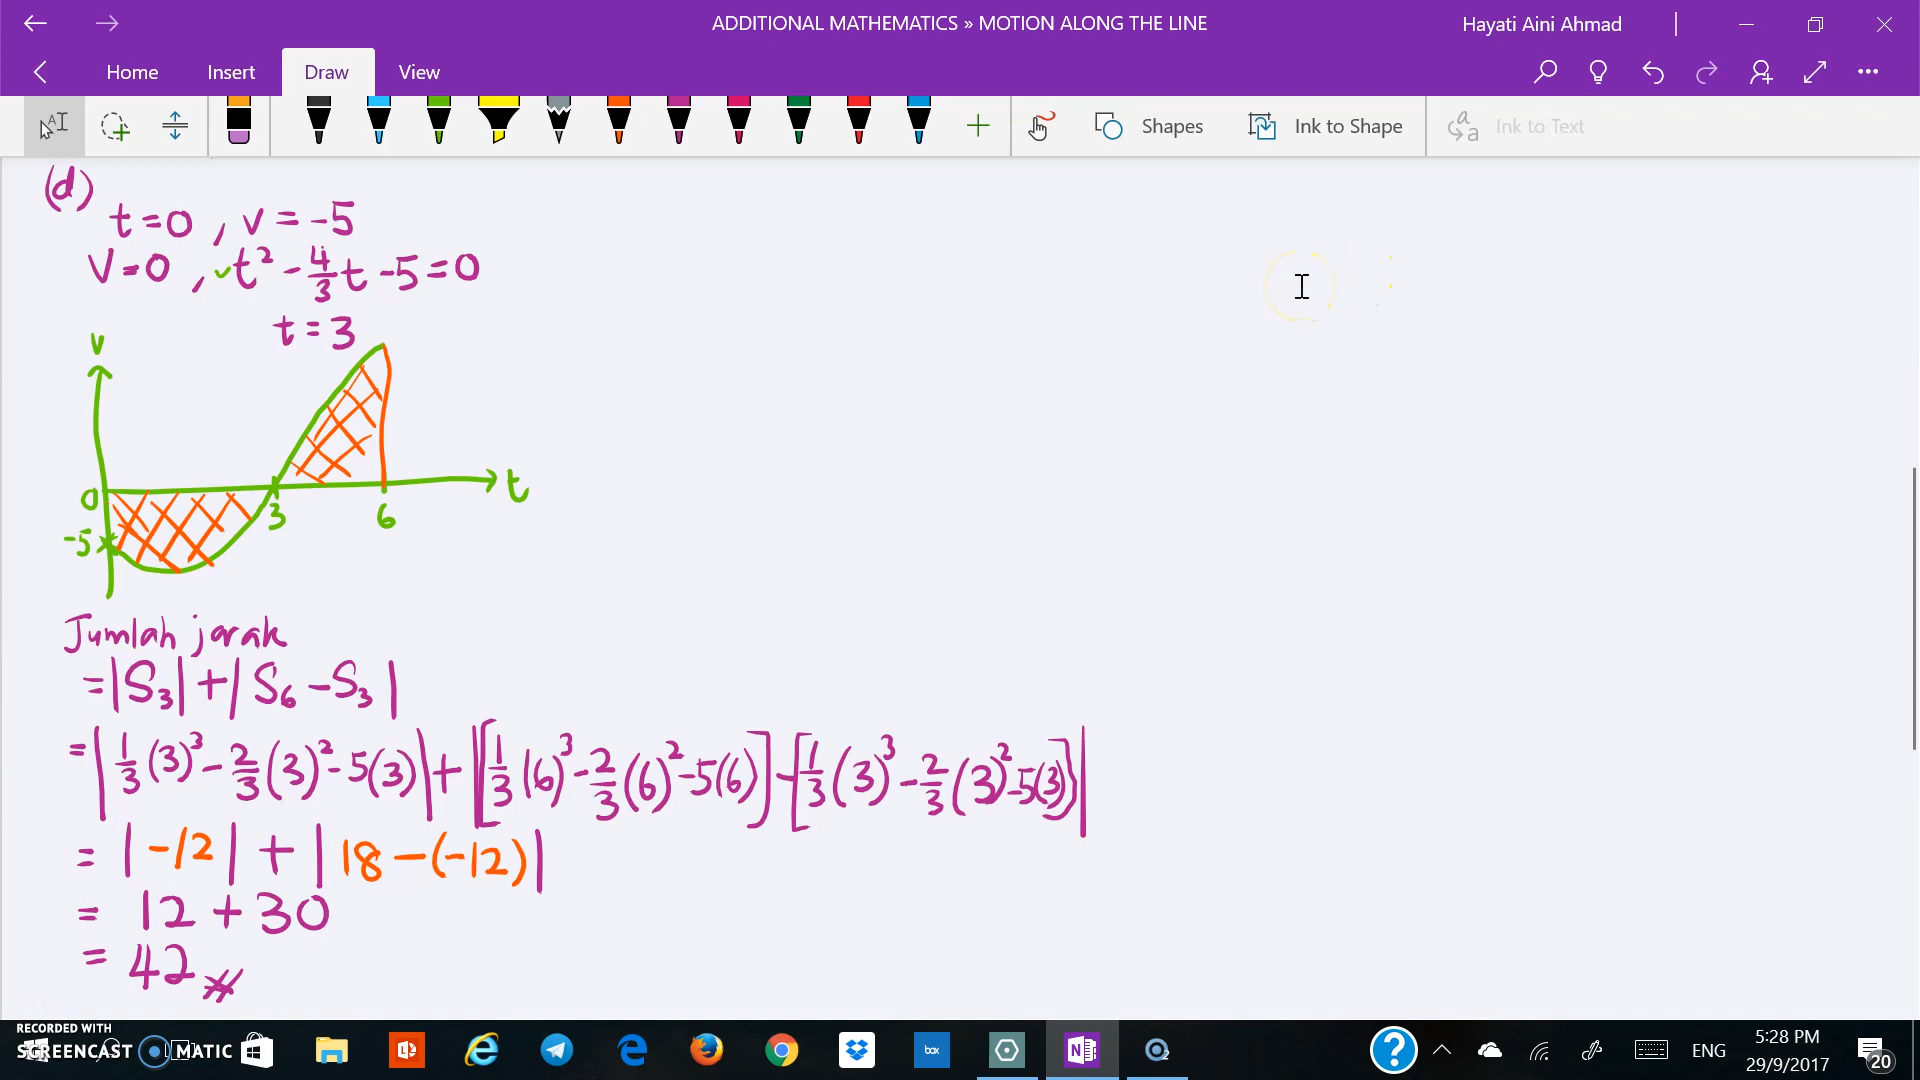 ADDITIONAL MATHEMATICS » MOTION ALONG THE LINE
Hayati Aini Ahmad
Home Insert Draw View
Shapes Ink to Shape Ink to Text
(d)
t = 0 , v = -5
V = 0 , t² - 4/3 t - 5 = 0
t = 3
v
0
3
6
t
-5
Jumlah jarak
= |S₃| + |S₆ - S₃|
= |1/3 (3)³ - 2/3 (3)² - 5(3)| + |[1/3 (6)³ - 2/3 (6)² - 5(6)] - [1/3 (3)³ - 2/3 (3)² - 5(3)]|
= |-12| + |18 - (-12)|
= 12 + 30
= 42
RECORDED WITH
SCREENCAST MATIC
box
ENG
5:28 PM
29/9/2017
20